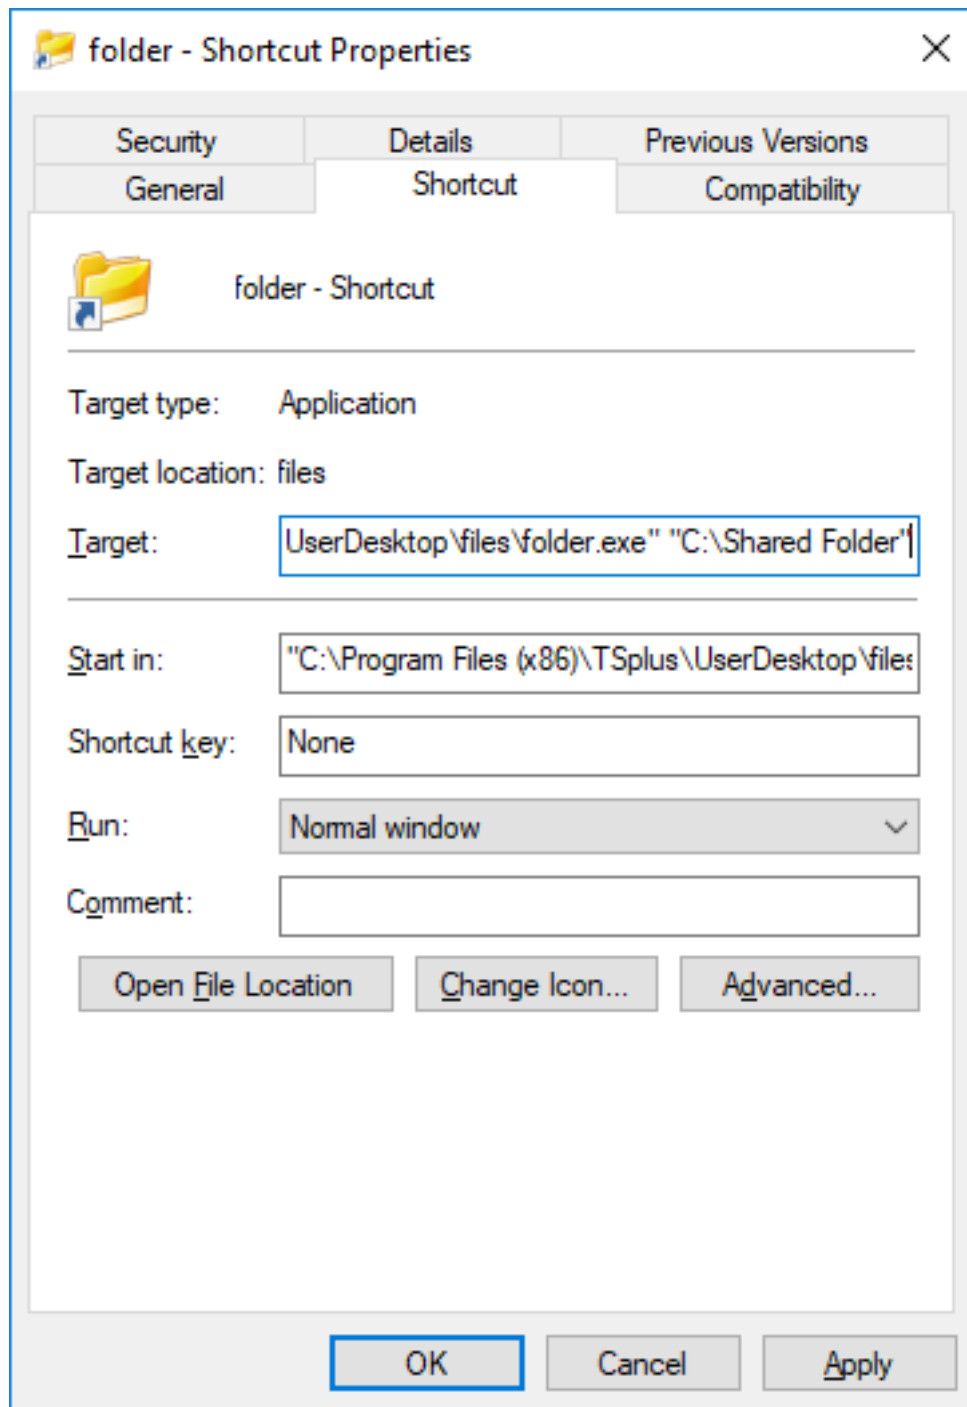 folder - Shortcut Properties
Security Details Previous Versions
General Shortcut Compatibility
folder - Shortcut
Target type: Application
Target location: files
Target: UserDesktop\files\folder.exe" "C:\Shared Folder"
Start in: "C:\Program Files (x86)\TSplus\UserDesktop\files
Shortcut key: None
Run: Normal window
Comment:
Open File Location Change Icon... Advanced...
OK Cancel Apply